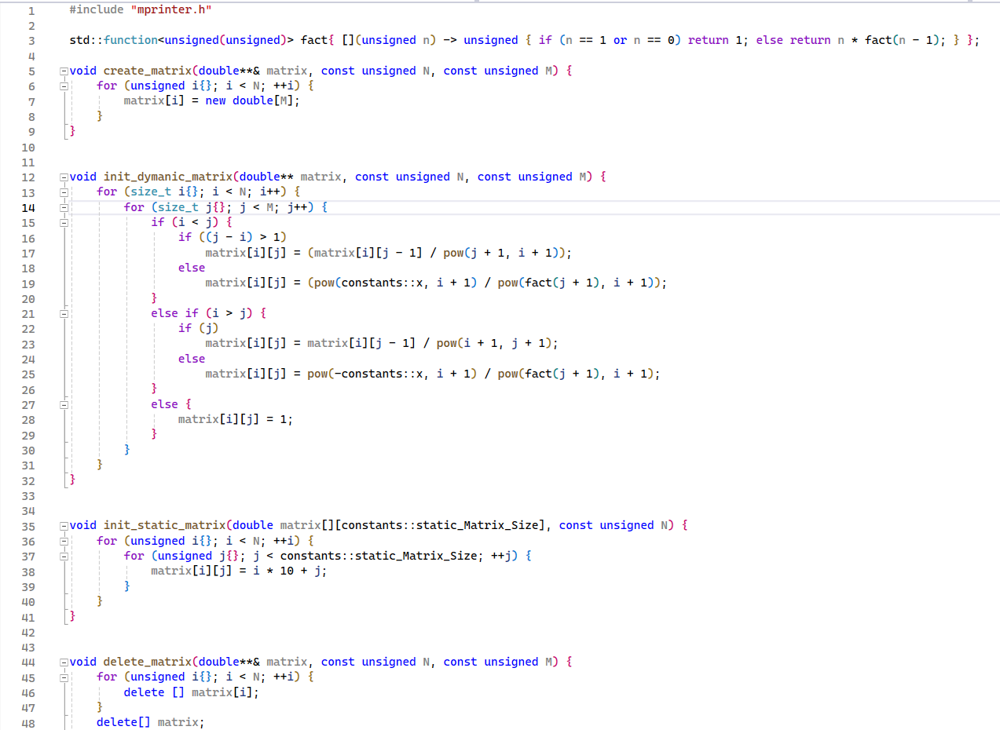 1 #include "mprinter.h"
2
3 std::function<unsigned(unsigned)> fact{ [](unsigned n) -> unsigned { if (n == 1 or n == 0) return 1; else return n * fact(n - 1); } };
4
5 void create_matrix(double**& matrix, const unsigned N, const unsigned M) {
6     for (unsigned i{}; i < N; ++i) {
7         matrix[i] = new double[M];
8     }
9 }
10
11
12 void init_dymanic_matrix(double** matrix, const unsigned N, const unsigned M) {
13     for (size_t i{}; i < N; i++) {
14         for (size_t j{}; j < M; j++) {
15             if (i < j) {
16                 if ((j - i) > 1)
17                     matrix[i][j] = (matrix[i][j - 1] / pow(j + 1, i + 1));
18                 else
19                     matrix[i][j] = (pow(constants::x, i + 1) / pow(fact(j + 1), i + 1));
20             }
21             else if (i > j) {
22                 if (j)
23                     matrix[i][j] = matrix[i][j - 1] / pow(i + 1, j + 1);
24                 else
25                     matrix[i][j] = pow(-constants::x, i + 1) / pow(fact(j + 1), i + 1);
26             }
27             else {
28                 matrix[i][j] = 1;
29             }
30         }
31     }
32 }
33
34
35 void init_static_matrix(double matrix[][constants::static_Matrix_Size], const unsigned N) {
36     for (unsigned i{}; i < N; ++i) {
37         for (unsigned j{}; j < constants::static_Matrix_Size; ++j) {
38             matrix[i][j] = i * 10 + j;
39         }
40     }
41 }
42
43
44 void delete_matrix(double**& matrix, const unsigned N, const unsigned M) {
45     for (unsigned i{}; i < N; ++i) {
46         delete [] matrix[i];
47     }
48     delete[] matrix;